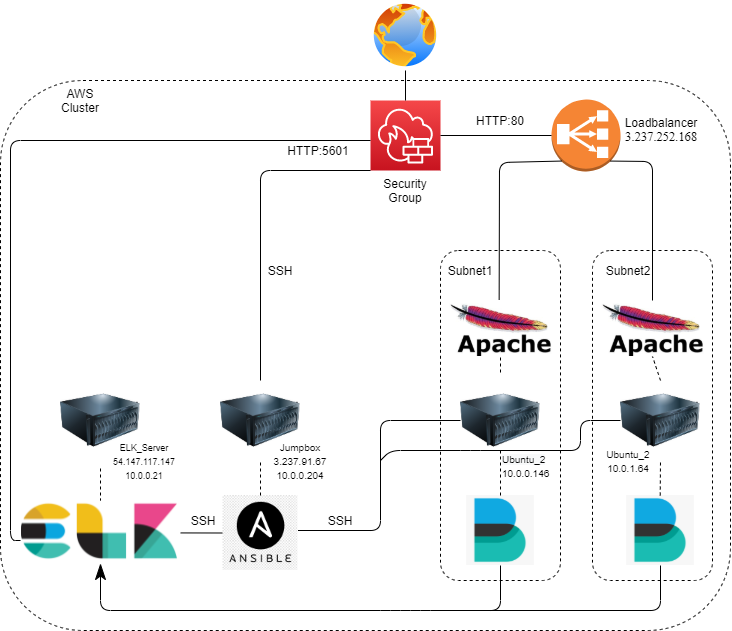 AWS
Cluster
HTTP:80
Loadbalancer
3.237.252.168
HTTP:5601
Security
Group
SSH
Subnet1
Subnet2
Apache
Apache
ELK_Server
54.147.117.147
10.0.0.21
Jumpbox
3.237.91.67
10.0.0.204
Ubuntu_2
10.0.0.146
Ubuntu_2
10.0.1.64
ELK
SSH
ANSIBLE
SSH